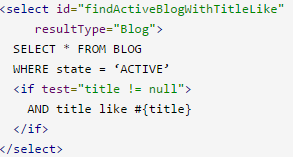 <select id="findActiveBlogWithTitleLike"
resultType="Blog">
SELECT * FROM BLOG
WHERE state = ‘ACTIVE’
<if test="title != null">
AND title like #{title}
</if>
</select>